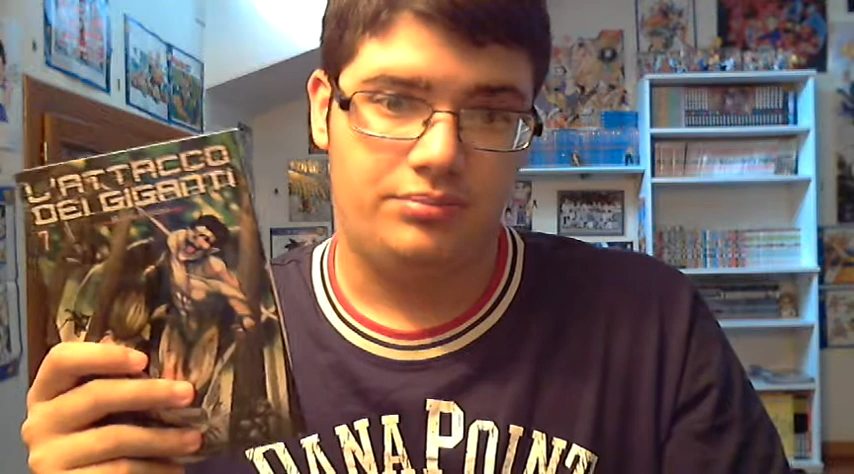 L'ATTACCO
DEI GIGANTI
1
DANA POINT